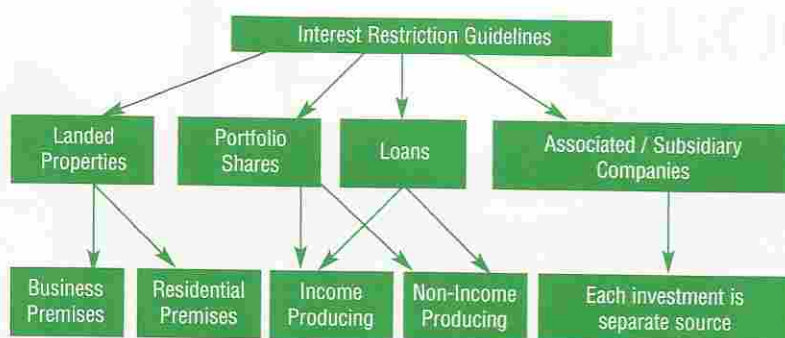 Interest Restriction Guidelines
Landed
Properties
Portfolio
Shares
Loans
Associated / Subsidiary
Companies
Business
Premises
Residential
Premises
Income
Producing
Non-Income
Producing
Each investment is
separate source